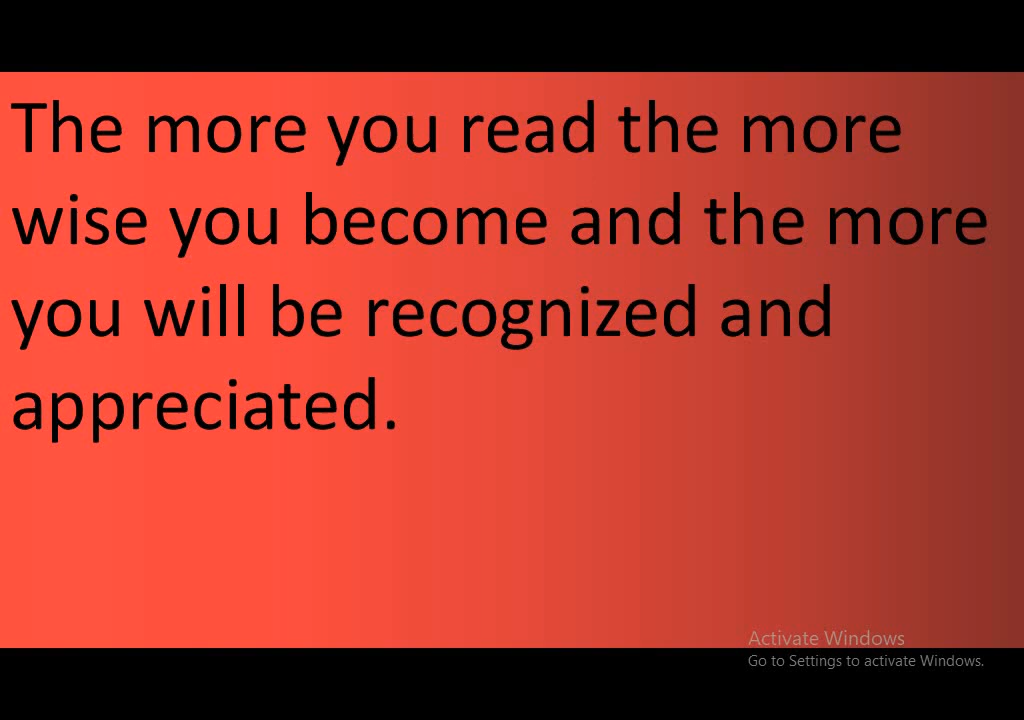 The more you read the more
wise you become and the more
you will be recognized and
appreciated.
Activate Windows
Go to Settings to activate Windows.